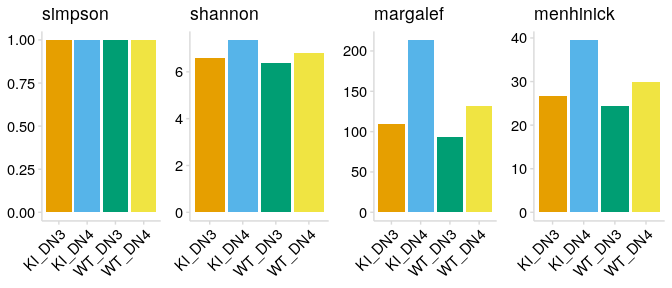 simpson
shannon
margalef
menhinick
1.00
0.75
0.50
0.25
0.00
6
4
2
0
200
150
100
50
0
40
30
20
10
0
KI_DN3
KI_DN4
WT_DN3
WT_DN4
KI_DN3
KI_DN4
WT_DN3
WT_DN4
KI_DN3
KI_DN4
WT_DN3
WT_DN4
KI_DN3
KI_DN4
WT_DN3
WT_DN4